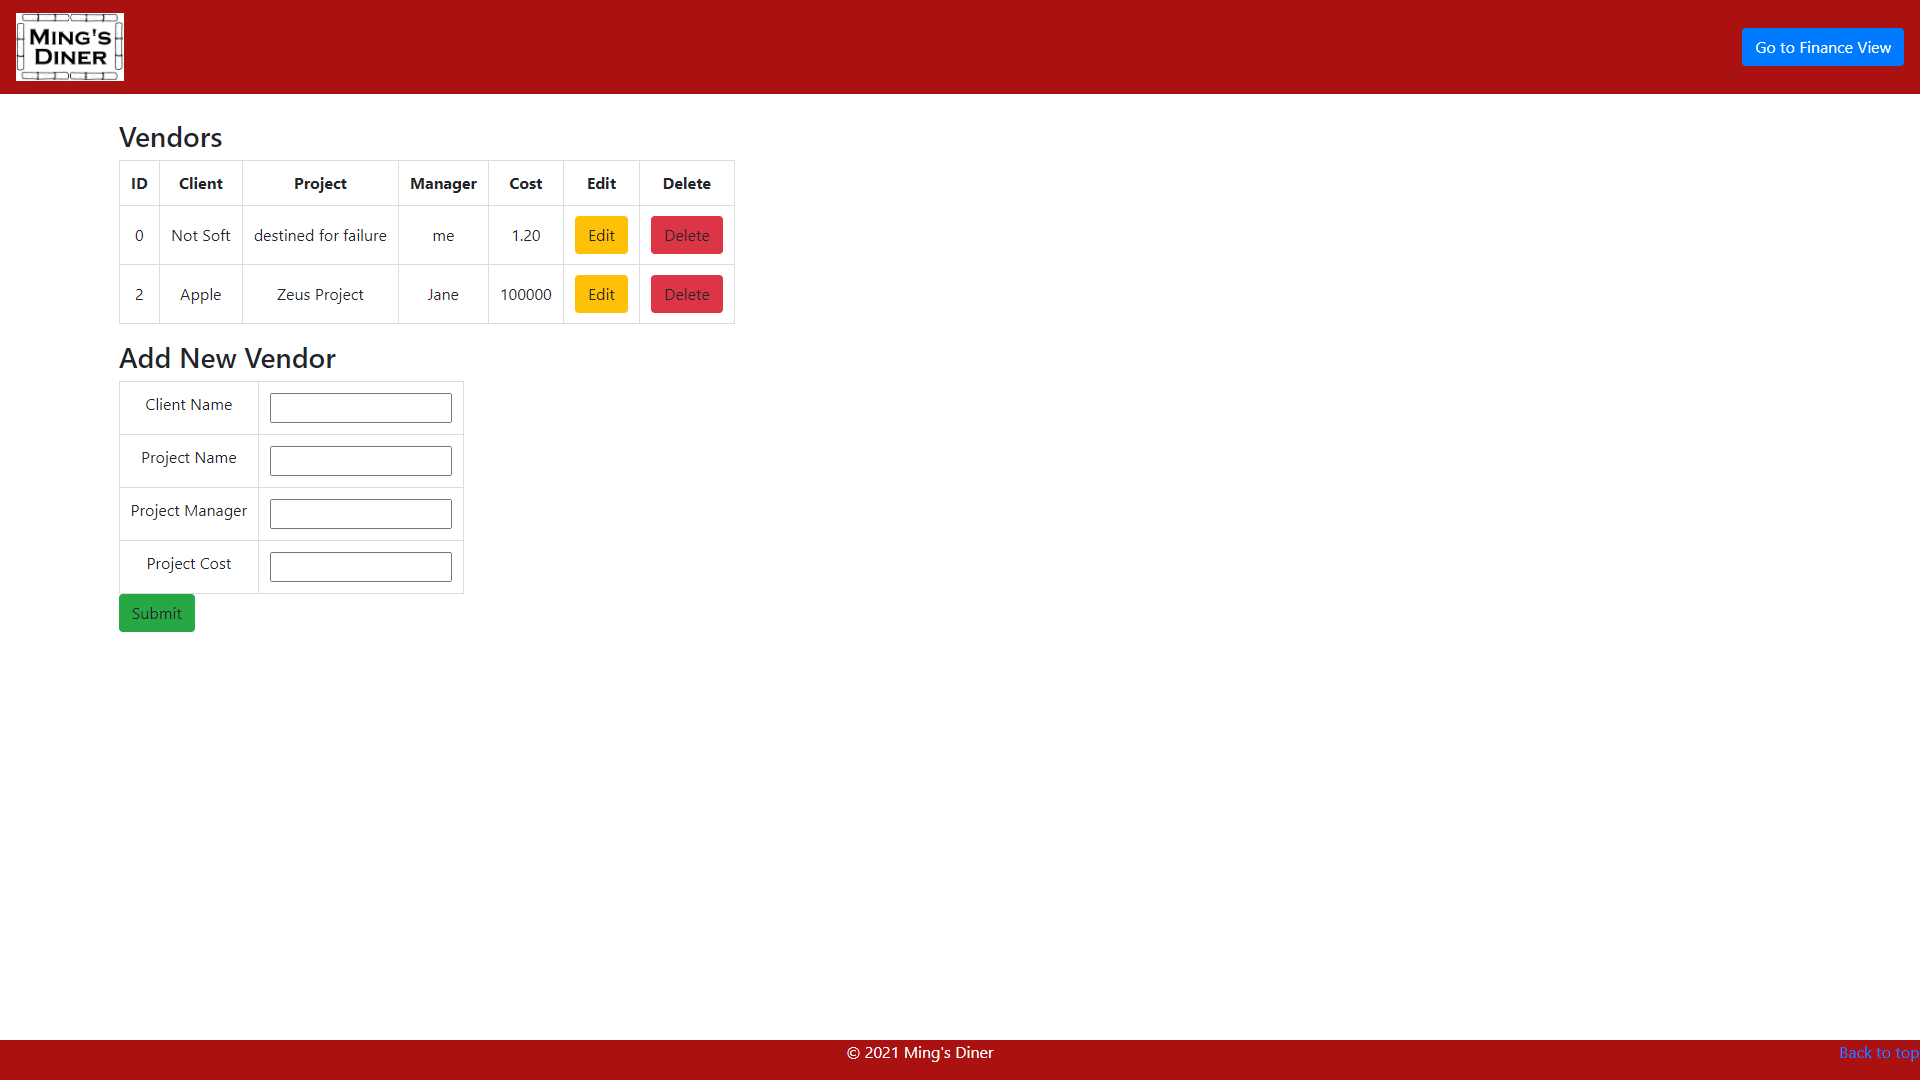 MING'S
DINER
Go to Finance View
Vendors
ID Client Project Manager Cost Edit Delete
0 Not Soft destined for failure me 1.20 Edit Delete
2 Apple Zeus Project Jane 100000 Edit Delete
Add New Vendor
Client Name
Project Name
Project Manager
Project Cost
Submit
© 2021 Ming's Diner
Back to top